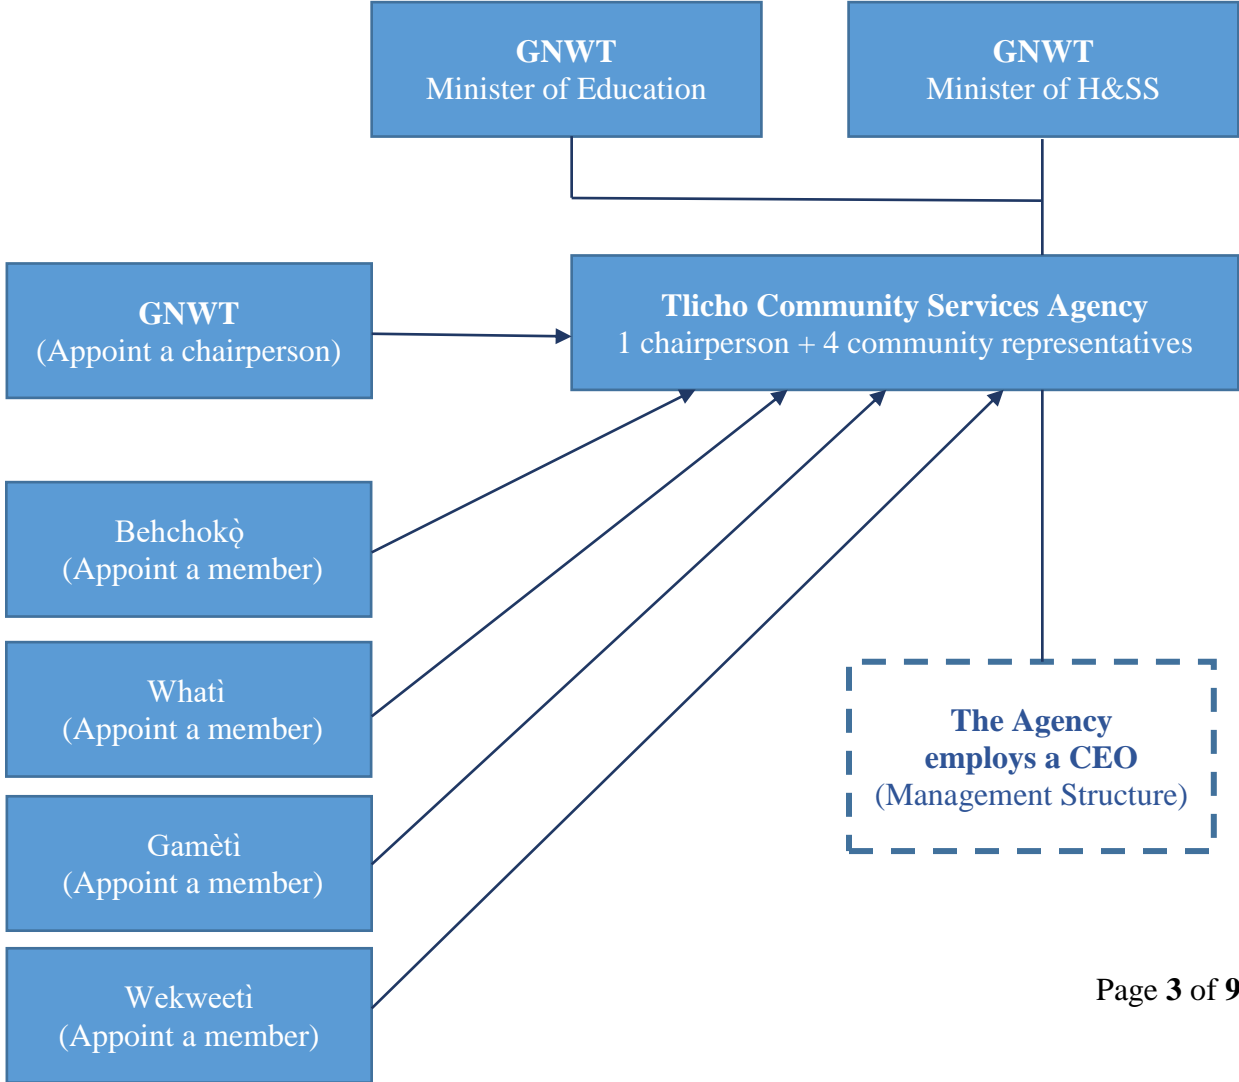 GNWT
Minister of Education
GNWT
Minister of H&SS
GNWT
(Appoint a chairperson)
Tlicho Community Services Agency
1 chairperson + 4 community representatives
Behchokǫ̀
(Appoint a member)
Whatì
(Appoint a member)
The Agency
employs a CEO
(Management Structure)
Gamètì
(Appoint a member)
Wekweetì
(Appoint a member)
Page 3 of 9